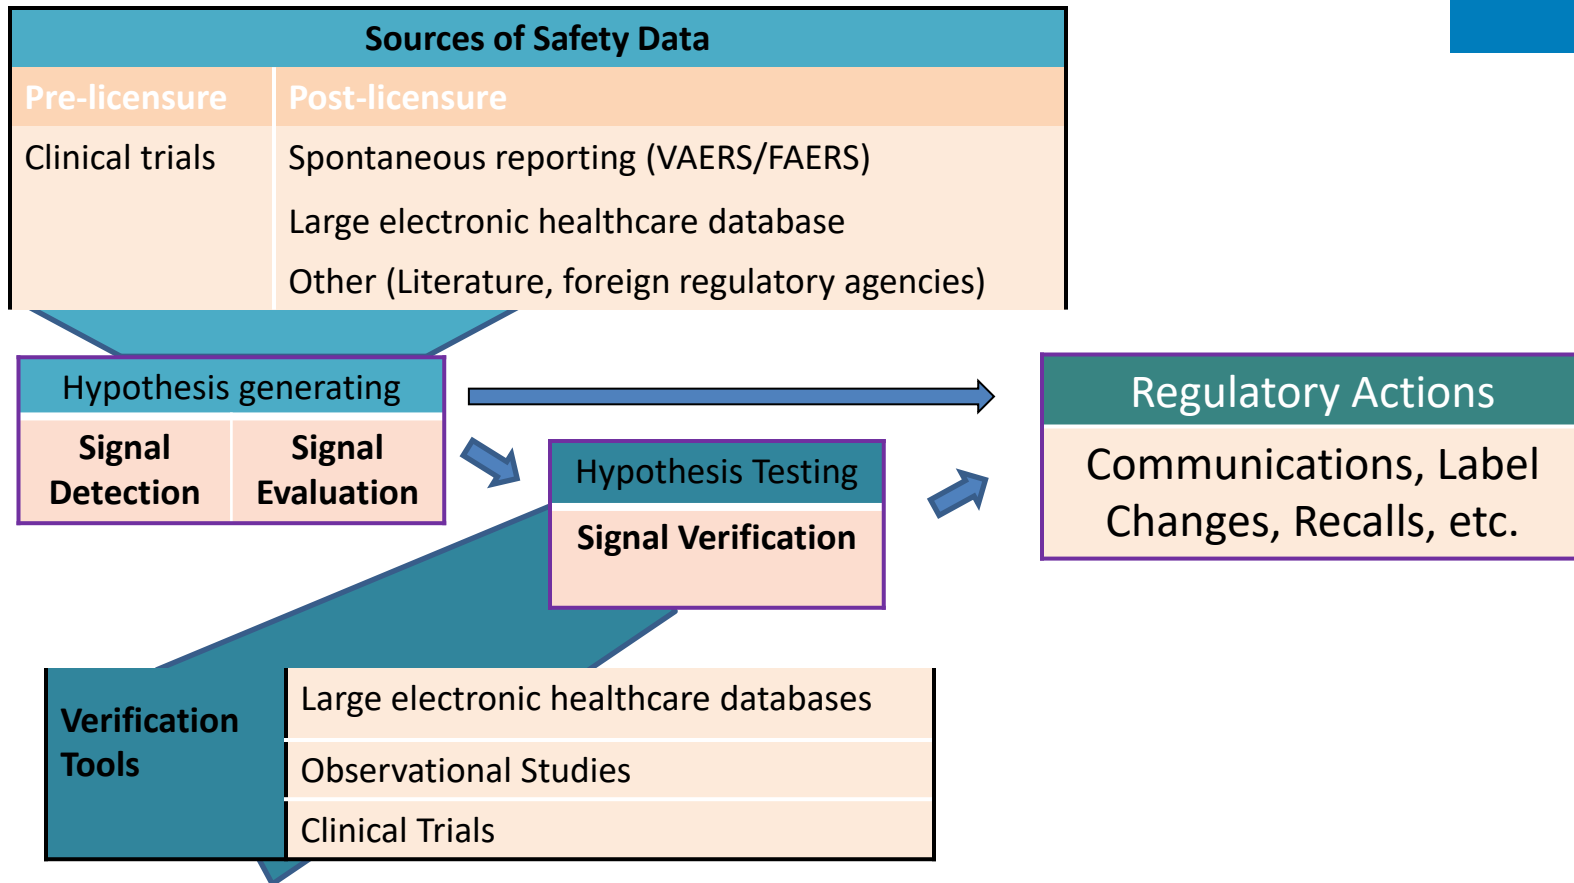 Sources of Safety Data
Pre-licensure
Post-licensure
Clinical trials
Spontaneous reporting (VAERS/FAERS)
Large electronic healthcare database
Other (Literature, foreign regulatory agencies)
Hypothesis generating
Signal
Detection
Signal
Evaluation
Hypothesis Testing
Signal Verification
Regulatory Actions
Communications, Label
Changes, Recalls, etc.
Verification
Tools
Large electronic healthcare databases
Observational Studies
Clinical Trials